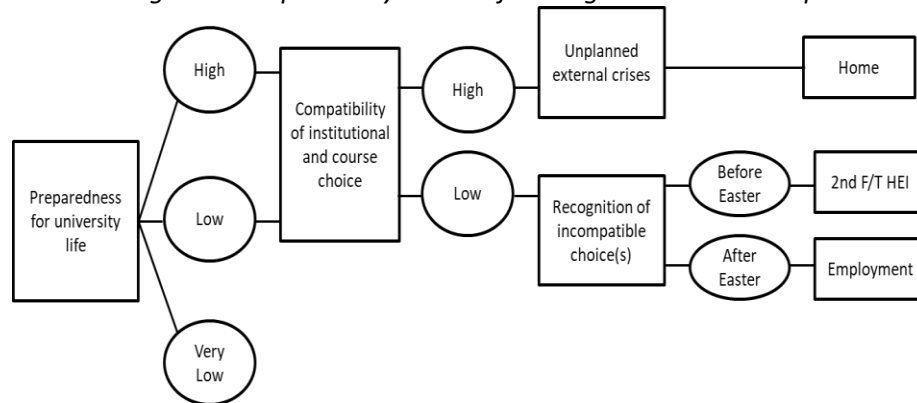 Preparedness
for university
life
High
Low
Very
Low
Compatibility
of institutional
and course
choice
High
Low
Unplanned
external crises
Recognition of
incompatible
choice(s)
Before
Easter
After
Easter
Home
2nd F/T HEI
Employment